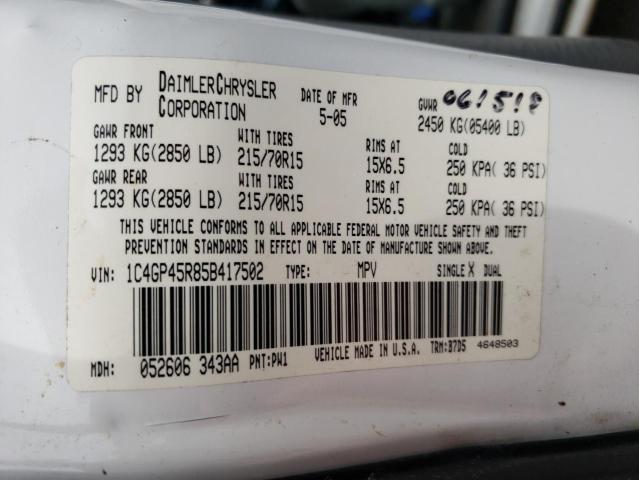 MFD BY DAIMLERCHRYSLER CORPORATION DATE OF MFR 5-05 GVWR 2450 KG(05400 LB)
061518
GAWR FRONT WITH TIRES RIMS AT COLD
1293 KG(2850 LB) 215/70R15 15X6.5 250 KPA( 36 PSI)
GAWR REAR WITH TIRES RIMS AT COLD
1293 KG(2850 LB) 215/70R15 15X6.5 250 KPA( 36 PSI)
THIS VEHICLE CONFORMS TO ALL APPLICABLE FEDERAL MOTOR VEHICLE SAFETY AND THEFT
PREVENTION STANDARDS IN EFFECT ON THE DATE OF MANUFACTURE SHOWN ABOVE.
VIN: 1C4GP45R85B417502 TYPE: MPV SINGLE X DUAL
MDH: 052606 343AA PNT:PW1 VEHICLE MADE IN U.S.A. TRM:B7D5 4648503